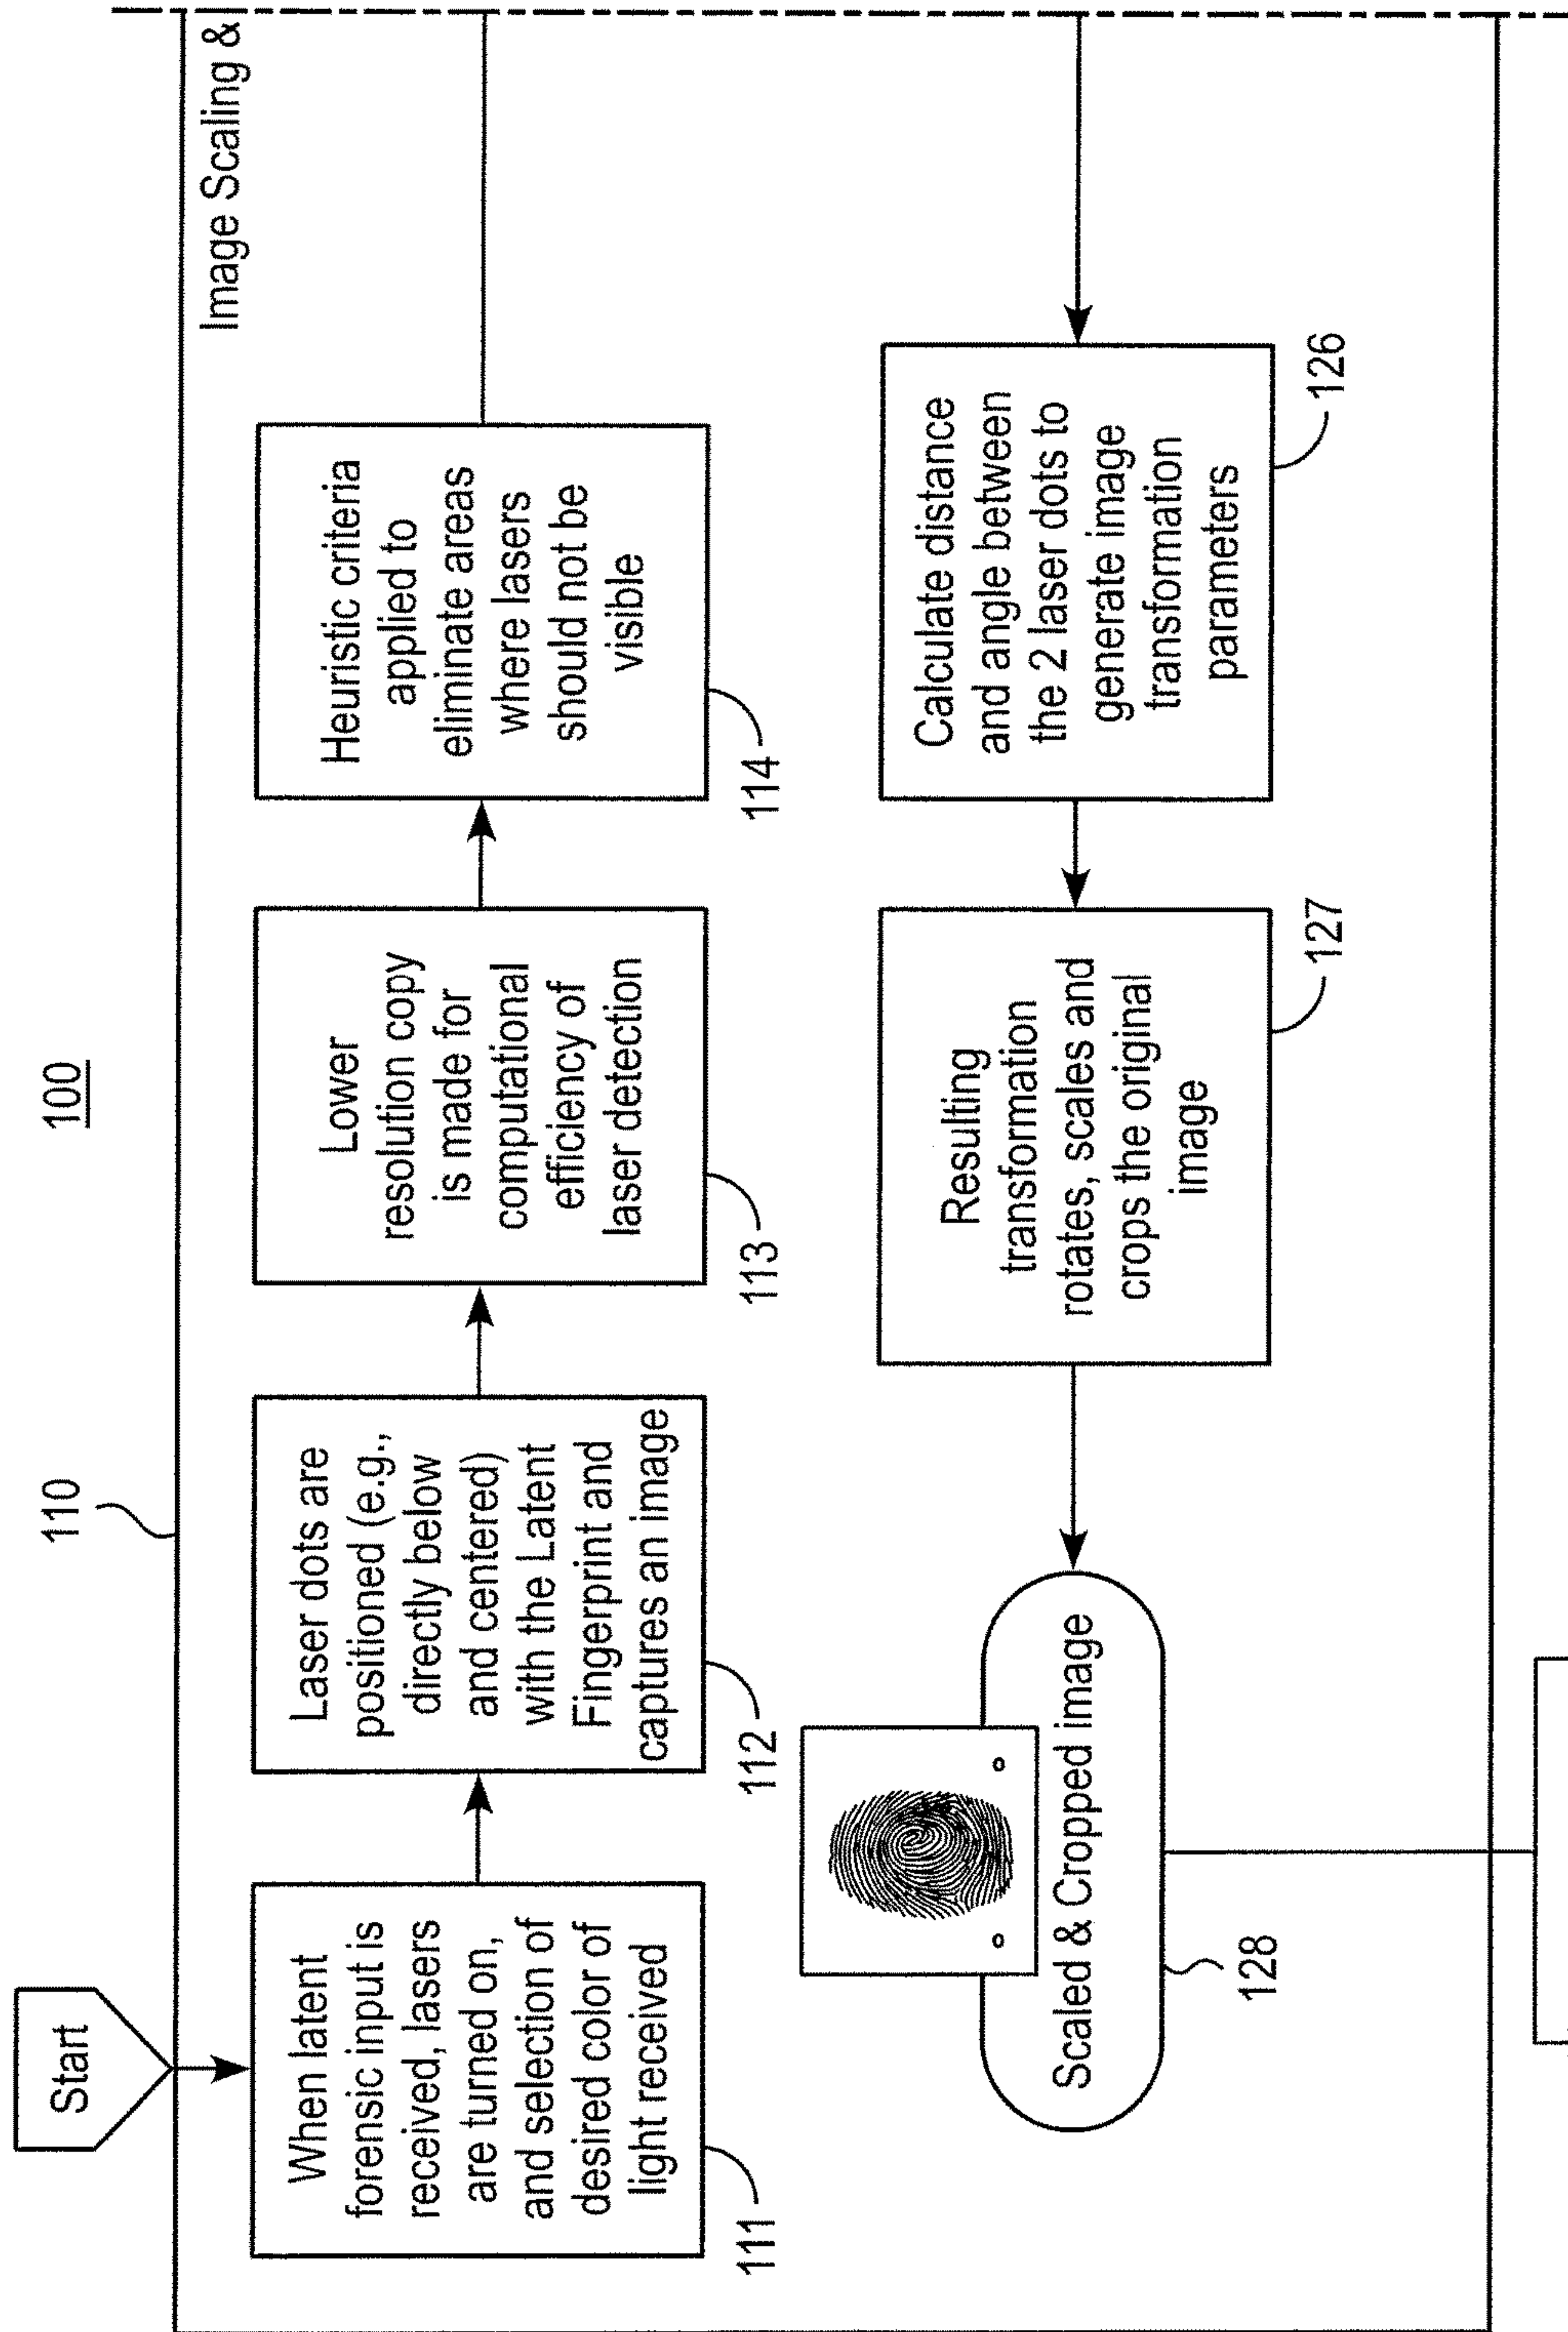 100
110
Start
Image Scaling &
When latent
forensic input is
received, lasers
are turned on,
and selection of
desired color of
light received
111
Laser dots are
positioned (e.g.,
directly below
and centered)
with the Latent
Fingerprint and
captures an image
112
Lower
resolution copy
is made for
computational
efficiency of
laser detection
113
Heuristic criteria
applied to
eliminate areas
where lasers
should not be
visible
114
Calculate distance
and angle between
the 2 laser dots to
generate image
transformation
parameters
126
Resulting
transformation
rotates, scales and
crops the original
image
127
Scaled & Cropped image
128